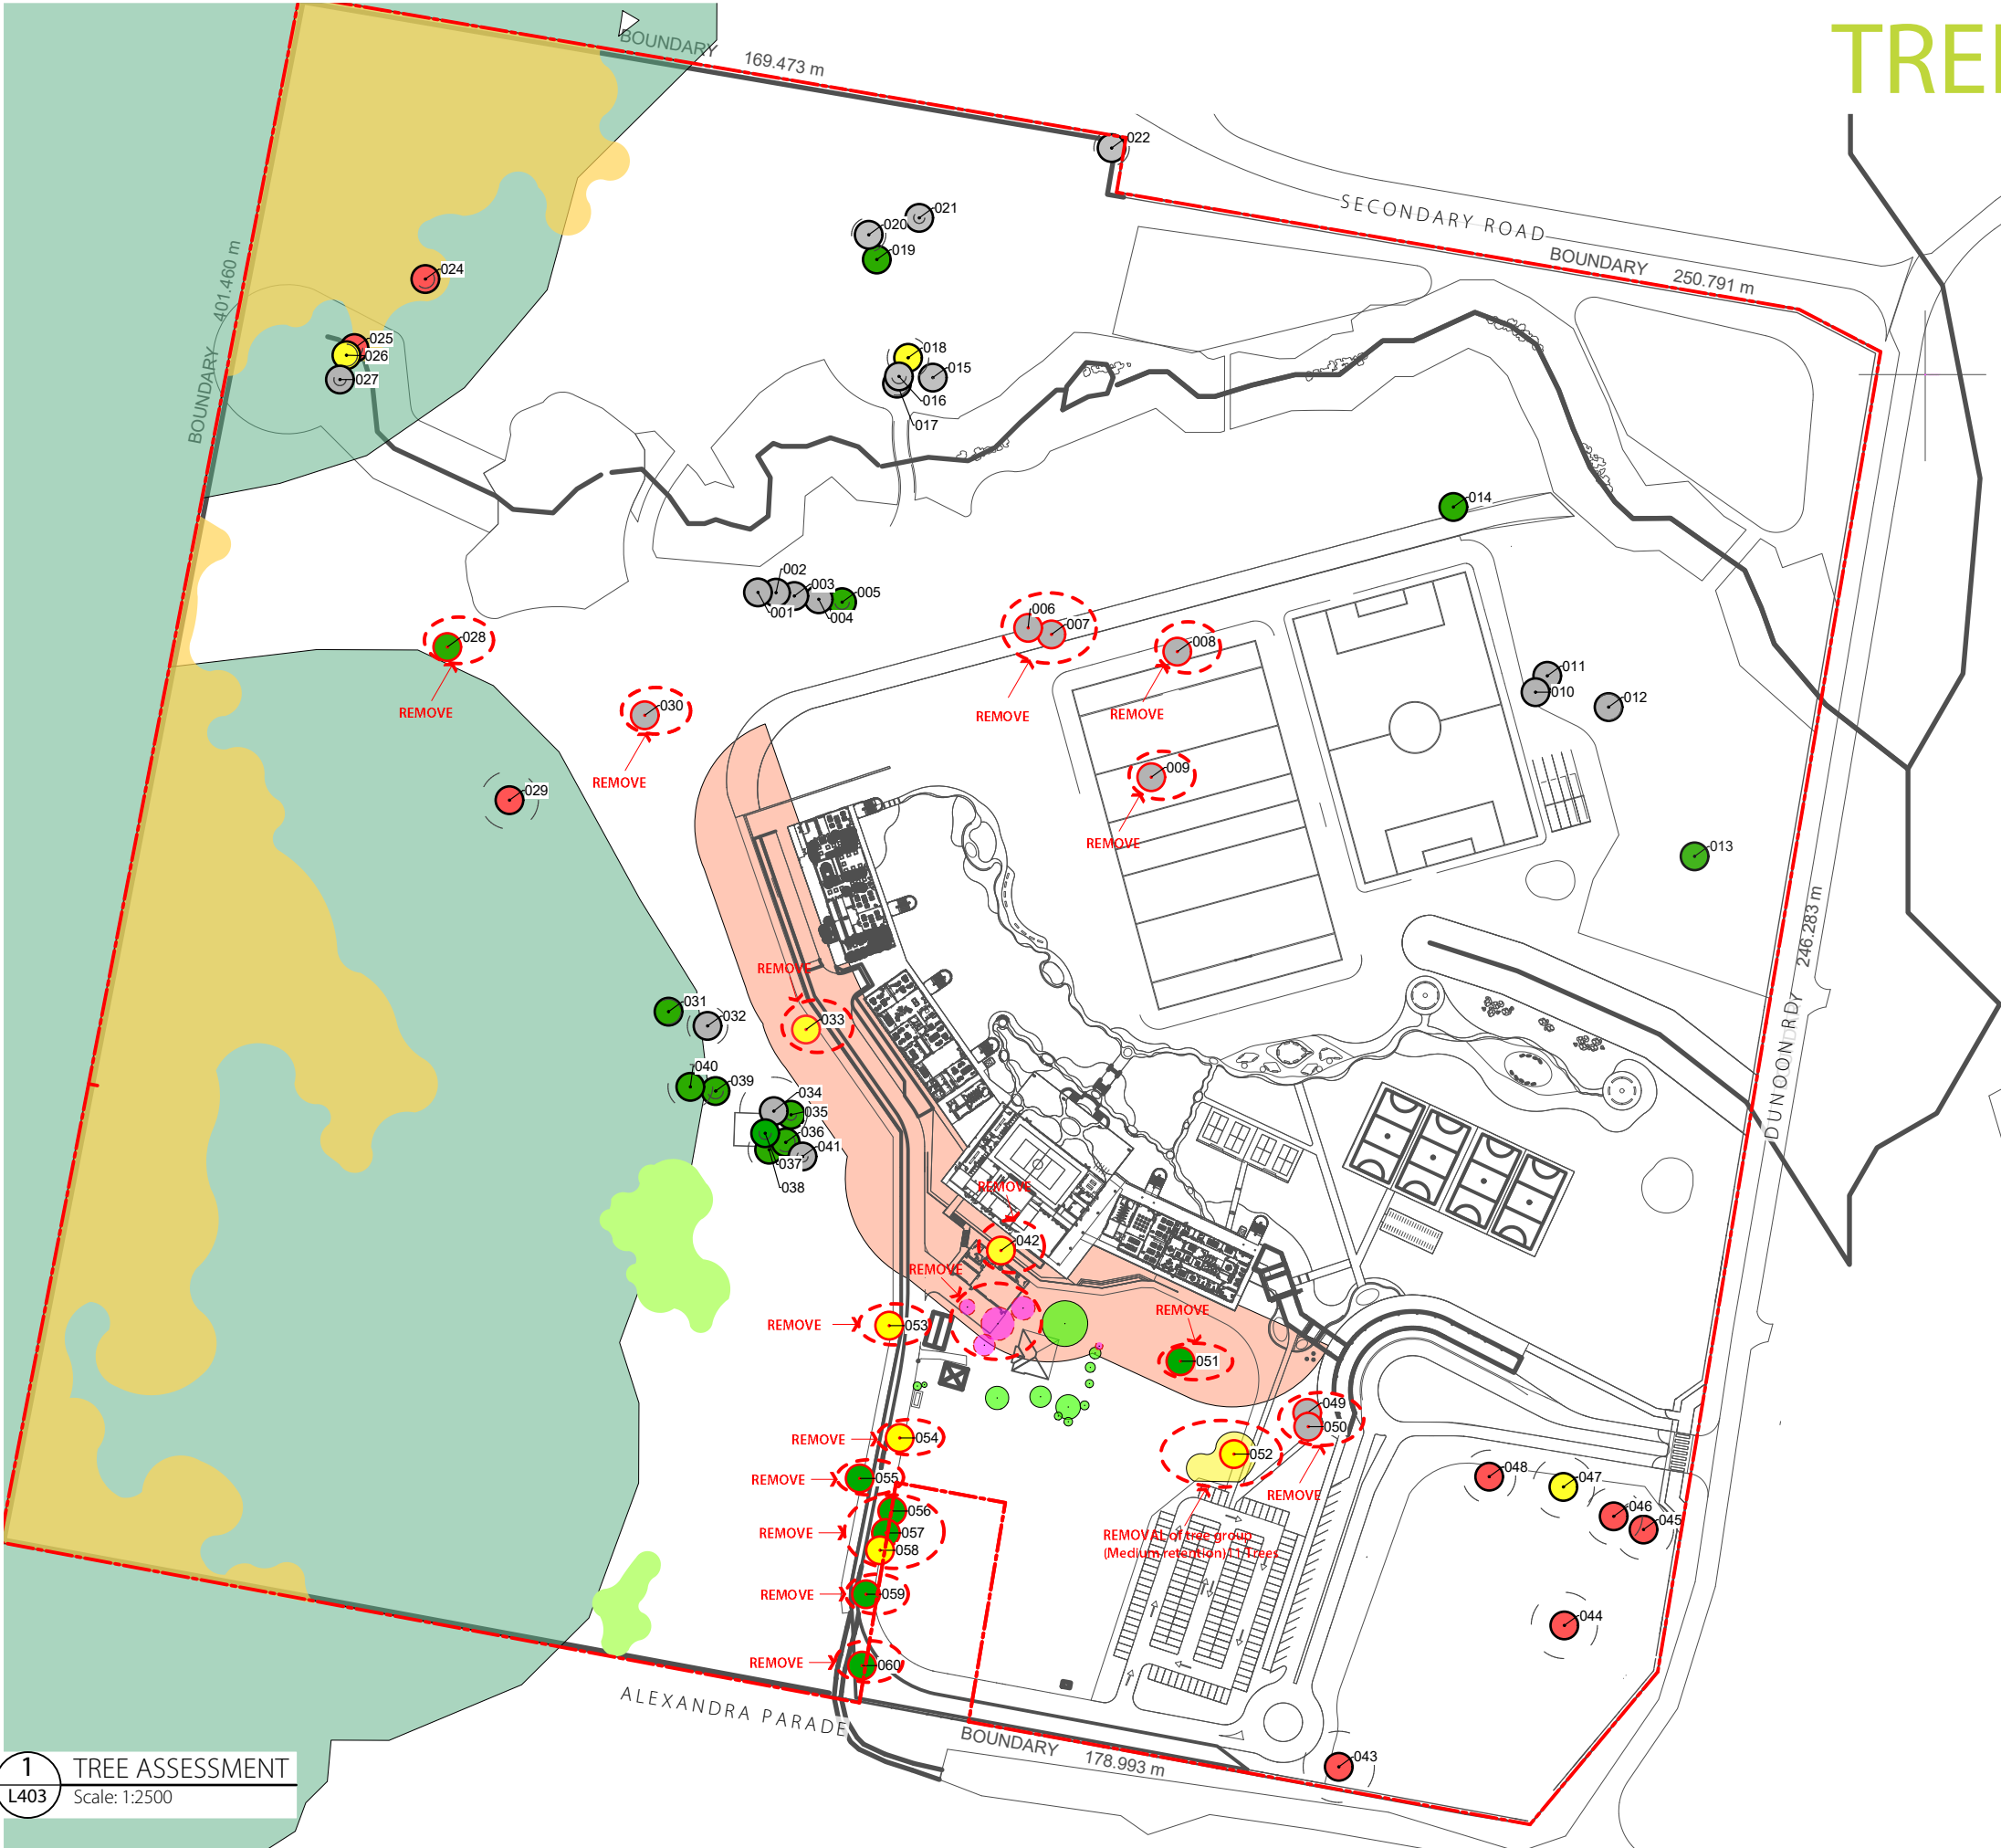 TREE
BOUNDARY 169.473 m
022
SECONDARY ROAD
BOUNDARY 250.791 m
021
020
019
024
BOUNDARY 401.460 m
025
026
027
018
015
016
017
014
002
003
005
001
004
006
007
008
028
REMOVE
REMOVE
REMOVE
011
010
012
030
REMOVE
009
REMOVE
029
013
246.283 m
DUNOON RD
REMOVE
031
032
033
040
039
034
035
036
041
037
038
REMOVE
042
REMOVE
REMOVE
053
REMOVE
051
049
050
REMOVE
054
052
REMOVE
055
REMOVE
048
047
046
045
056
REMOVE
057
058
REMOVAL of tree group
(Medium retention) 11 Trees
REMOVE
059
044
REMOVE
060
ALEXANDRA PARADE
BOUNDARY 178.993 m
043
1
L403
TREE ASSESSMENT
Scale: 1:2500